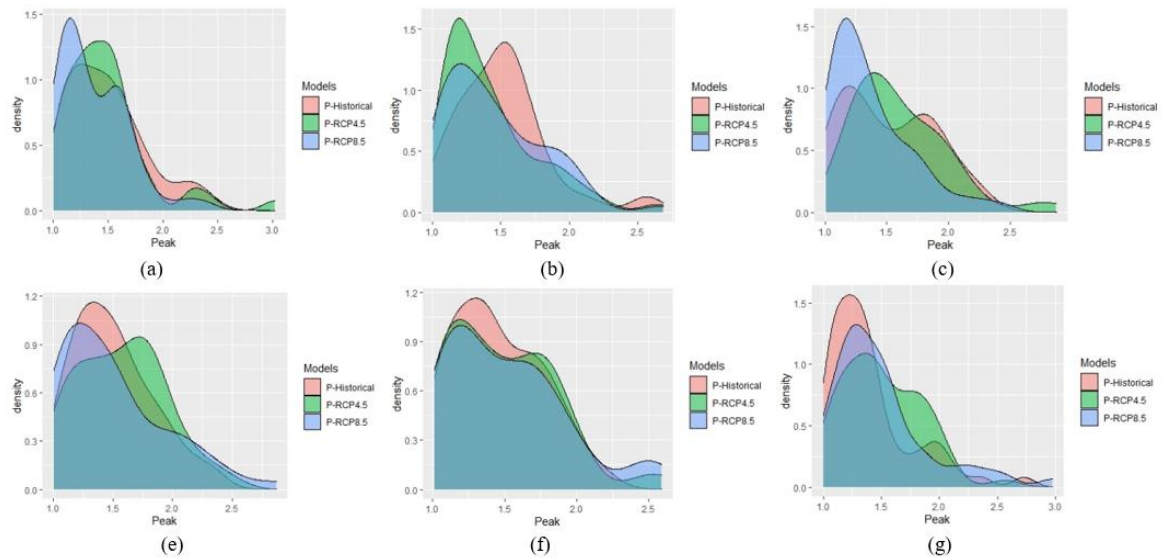 1.5
1.0
0.5
0.0
density
1.0
1.5
2.0
2.5
3.0
Peak
Models
P-Historical
P-RCP4.5
P-RCP8.5
(a)
1.5
1.0
0.5
0.0
density
1.0
1.5
2.0
2.5
Peak
Models
P-Historical
P-RCP4.5
P-RCP8.5
(b)
1.5
1.0
0.5
0.0
density
1.0
1.5
2.0
2.5
Peak
Models
P-Historical
P-RCP4.5
P-RCP8.5
(c)
1.2
0.9
0.6
0.3
0.0
density
1.0
1.5
2.0
2.5
Peak
Models
P-Historical
P-RCP4.5
P-RCP8.5
(e)
1.2
0.9
0.6
0.3
0.0
density
1.0
1.5
2.0
2.5
Peak
Models
P-Historical
P-RCP4.5
P-RCP8.5
(f)
1.5
1.0
0.5
0.0
density
1.0
1.5
2.0
2.5
3.0
Peak
Models
P-Historical
P-RCP4.5
P-RCP8.5
(g)